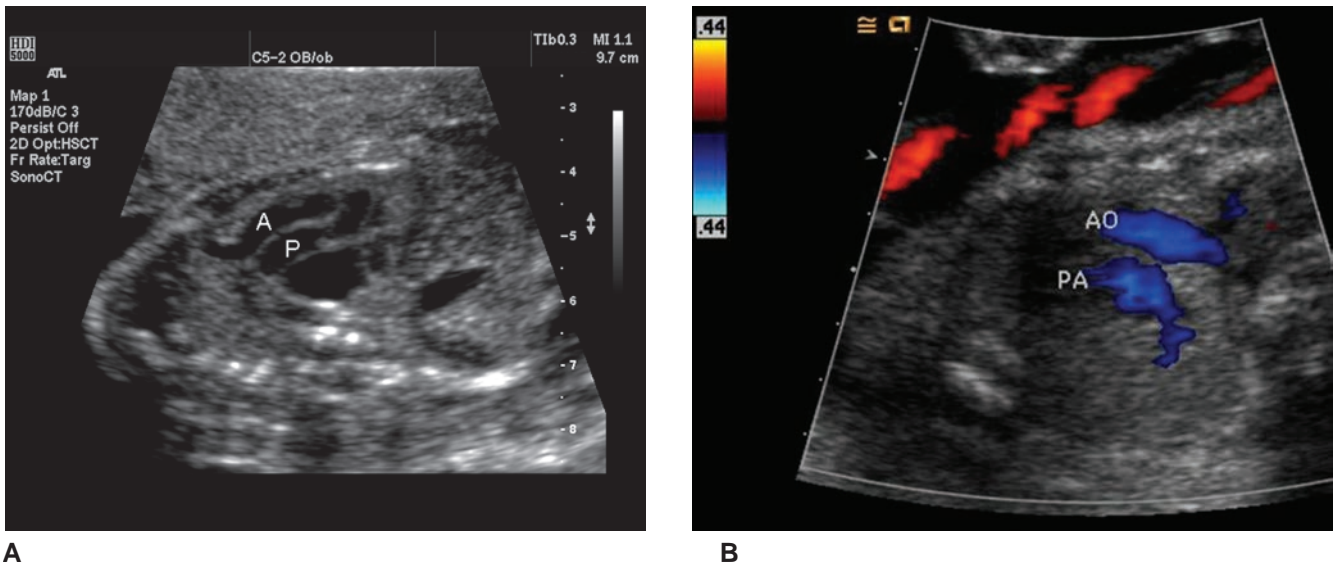 HDI
5000
ATL
C5-2 OB/ob
TIb0.3 MI 1.1
9.7 cm
Map 1
170dB/C 3
Persist Off
2D Opt:HSCT
Fr Rate:Targ
SonoCT
3
4
5
6
7
8
A
P
A
.44
.44
AO
PA
B